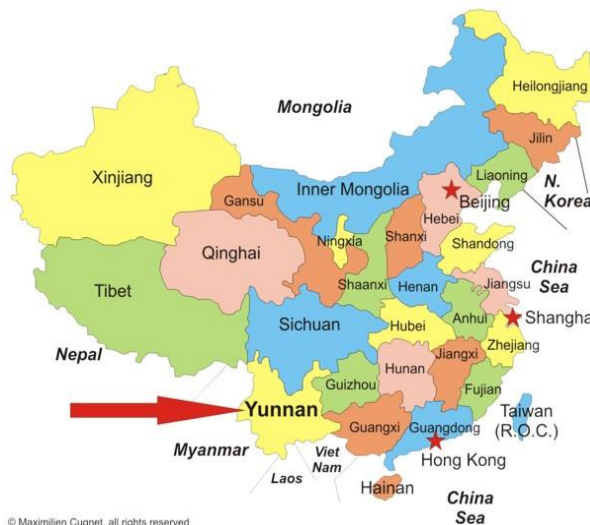 Heilongjiang
Mongolia
Jilin
Xinjiang
Inner Mongolia
Liaoning
N.
Korea
Gansu
Beijing
Hebei
Ningxia
Shanxi
Shandong
Qinghai
China
Sea
Tibet
Shaanxi
Henan
Jiangsu
Anhui
Shangha
Sichuan
Hubei
Zhejiang
Nepal
Hunan
Jiangxi
Guizhou
Fujian
Yunnan
Taiwan
(R.O.C.)
Guangxi
Guangdong
Myanmar
Viet
Nam
Hong Kong
Laos
Hainan
China
Sea
© Maximilien Cugnet, all rights reserved